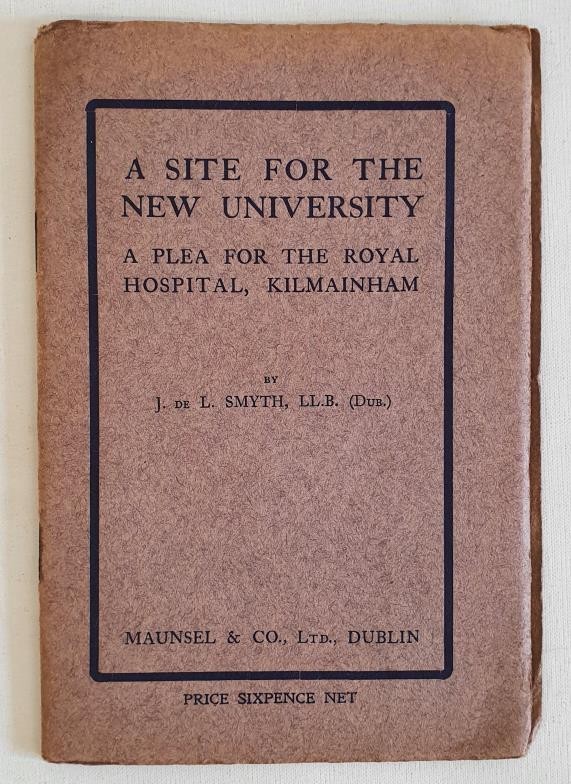 A SITE FOR THE
NEW UNIVERSITY
A PLEA FOR THE ROYAL
HOSPITAL, KILMAINHAM
BY
J. DE L. SMYTH, LL.B. (DUB.)
MAUNSEL & CO., LTD., DUBLIN
PRICE SIXPENCE NET